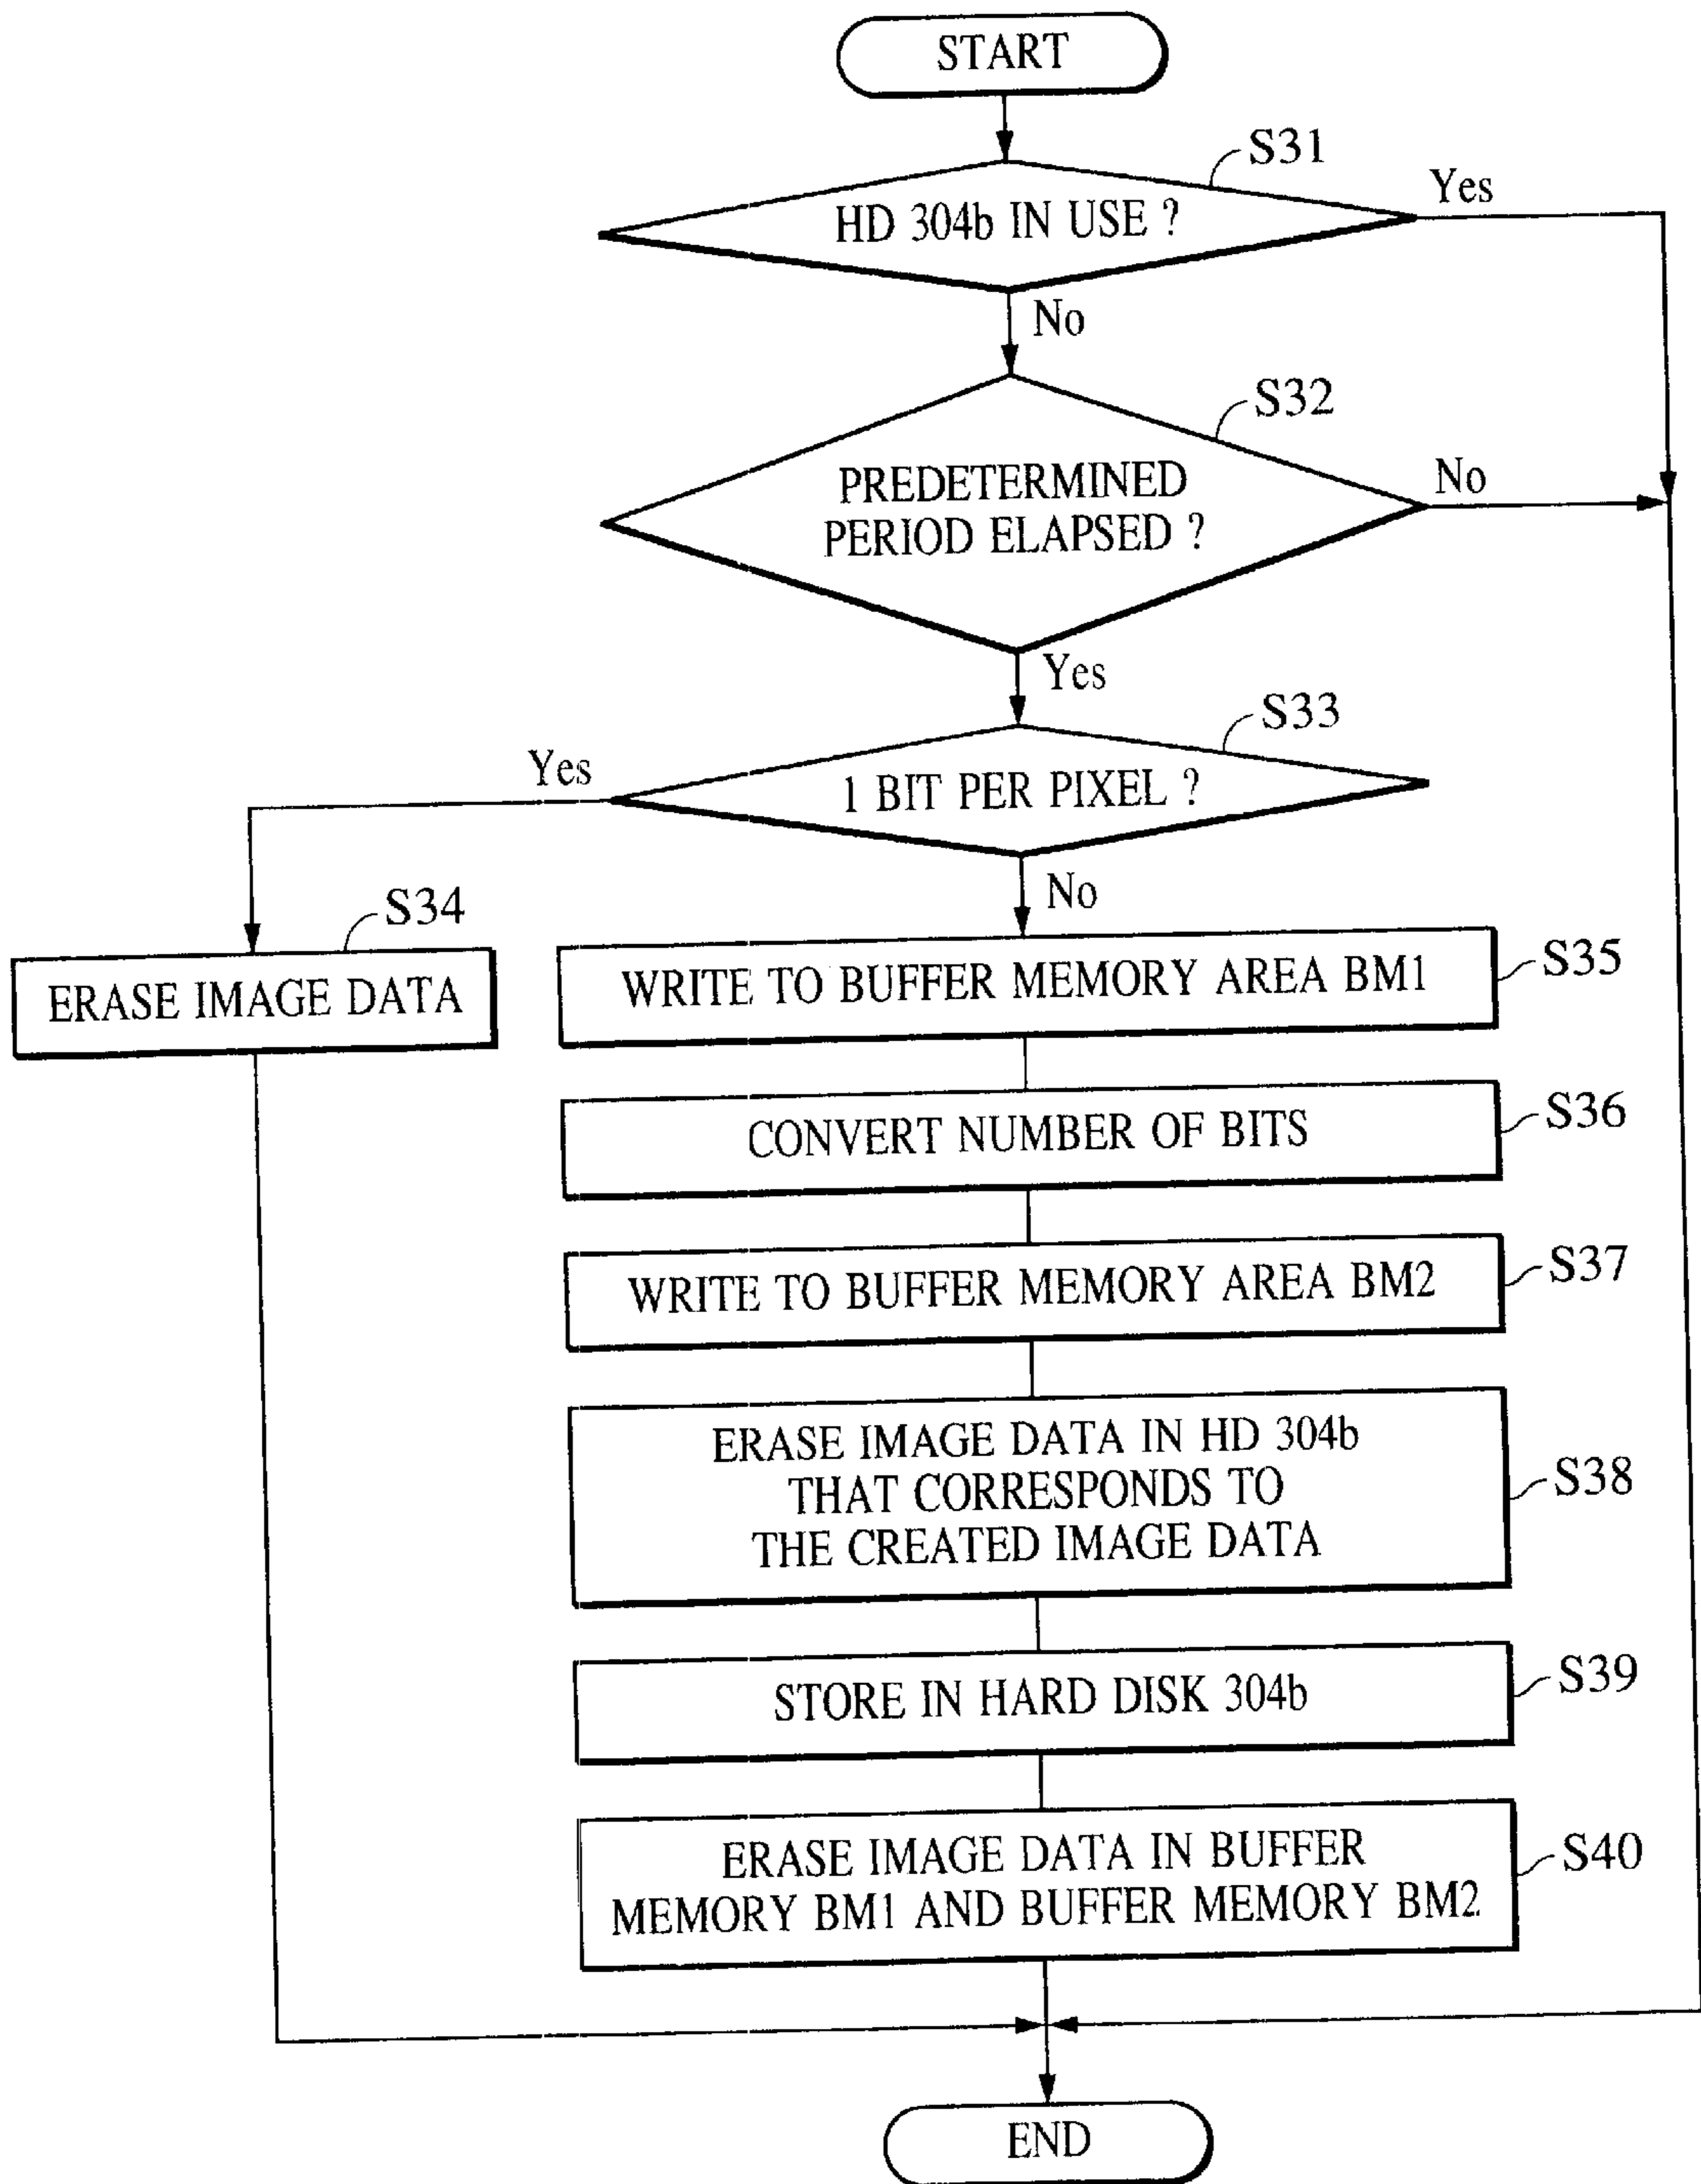 START
S31
HD 304b IN USE ?
Yes
No
S32
PREDETERMINED
PERIOD ELAPSED ?
No
Yes
S33
Yes
1 BIT PER PIXEL ?
No
S34
ERASE IMAGE DATA
WRITE TO BUFFER MEMORY AREA BM1
S35
CONVERT NUMBER OF BITS
S36
WRITE TO BUFFER MEMORY AREA BM2
S37
ERASE IMAGE DATA IN HD 304b
THAT CORRESPONDS TO
THE CREATED IMAGE DATA
S38
STORE IN HARD DISK 304b
S39
ERASE IMAGE DATA IN BUFFER
MEMORY BM1 AND BUFFER MEMORY BM2
S40
END